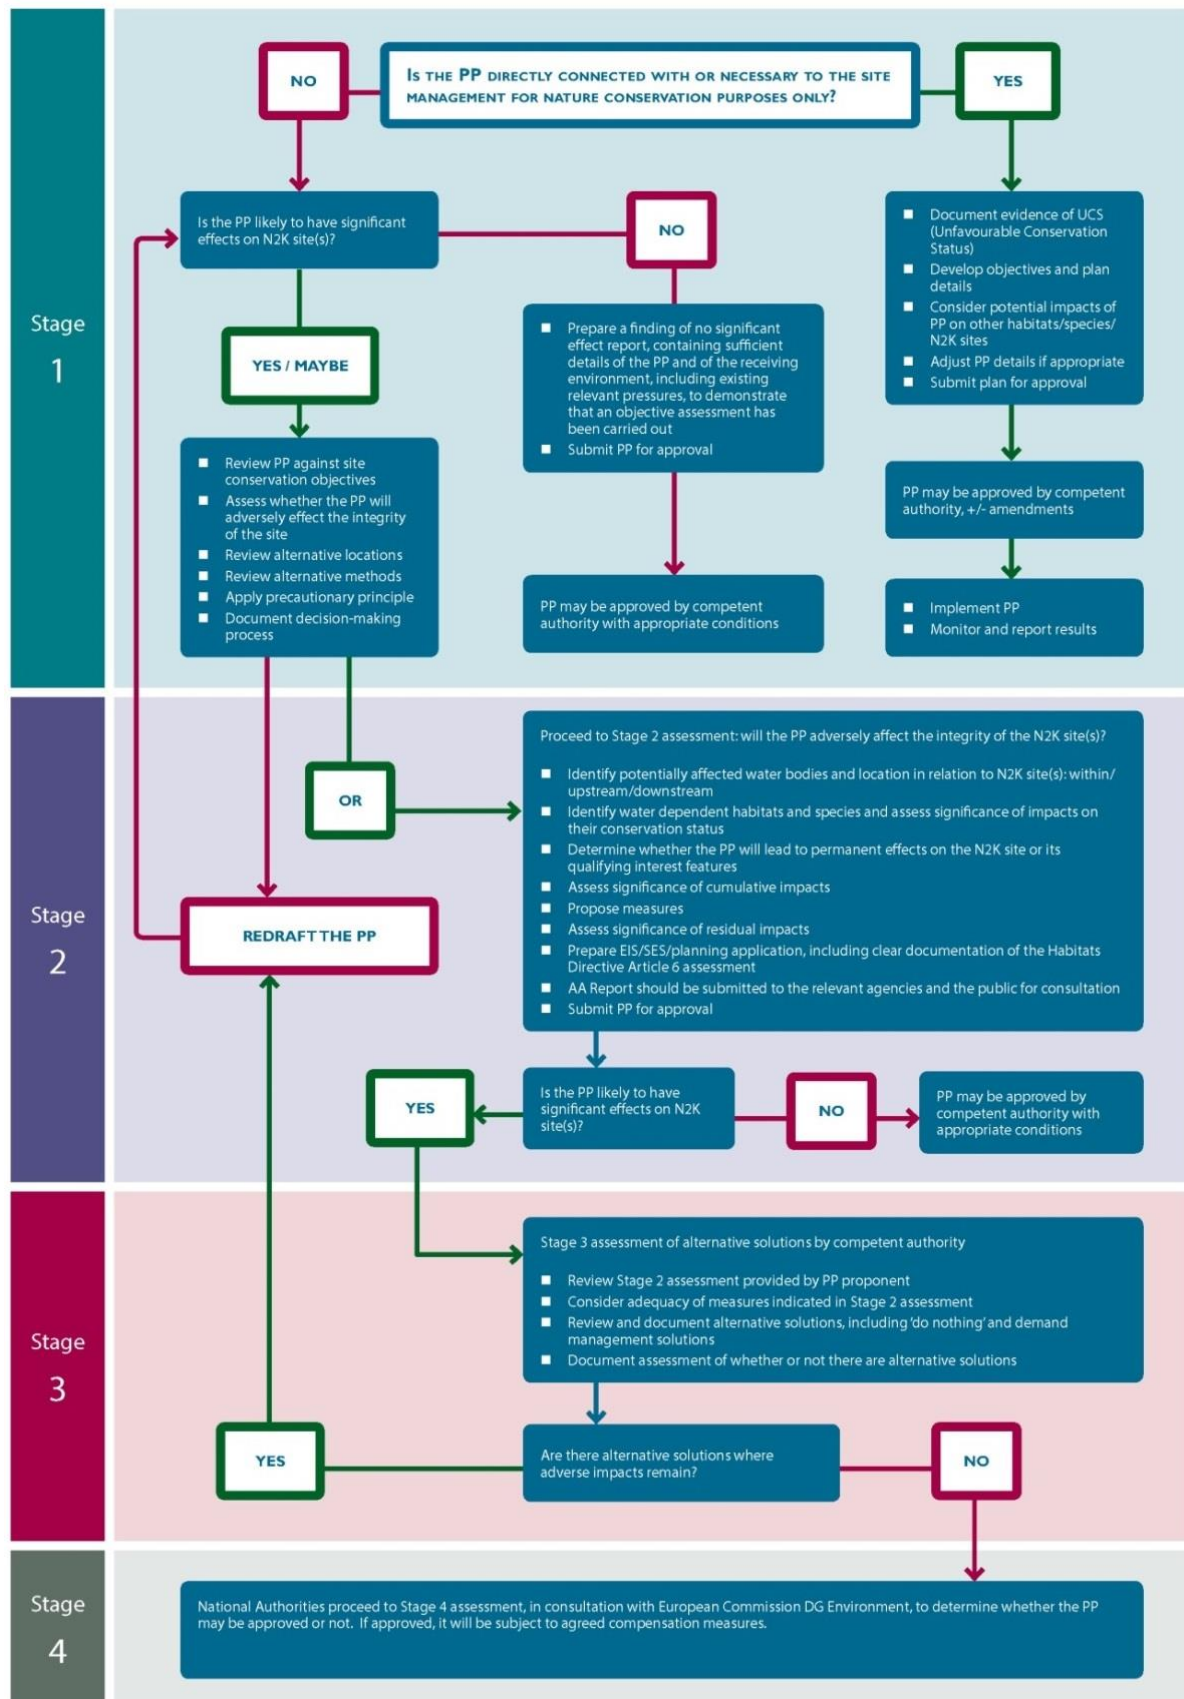 Stage
1
NO
IS THE PP DIRECTLY CONNECTED WITH OR NECESSARY TO THE SITE
MANAGEMENT FOR NATURE CONSERVATION PURPOSES ONLY?
YES
Is the PP likely to have significant
effects on N2K site(s)?
NO
■ Document evidence of UCS
(Unfavourable Conservation
Status)
■ Develop objectives and plan
details
■ Consider potential impacts of
PP on other habitats/species/
N2K sites
■ Adjust PP details if appropriate
■ Submit plan for approval
YES / MAYBE
■ Prepare a finding of no significant
effect report, containing sufficient
details of the PP and of the receiving
environment, including existing
relevant pressures, to demonstrate
that an objective assessment has
been carried out
■ Submit PP for approval
■ Review PP against site
conservation objectives
■ Assess whether the PP will
adversely effect the integrity
of the site
■ Review alternative locations
■ Review alternative methods
■ Apply precautionary principle
■ Document decision-making
process
PP may be approved by competent
authority, +/- amendments
PP may be approved by competent
authority with appropriate conditions
■ Implement PP
■ Monitor and report results
Stage
2
OR
Proceed to Stage 2 assessment: will the PP adversely affect the integrity of the N2K site(s)?
■ Identify potentially affected water bodies and location in relation to N2K site(s): within/
upstream/downstream
■ Identify water dependent habitats and species and assess significance of impacts on
their conservation status
■ Determine whether the PP will lead to permanent effects on the N2K site or its
qualifying interest features
■ Assess significance of cumulative impacts
■ Propose measures
■ Assess significance of residual impacts
■ Prepare EIS/SES/planning application, including clear documentation of the Habitats
Directive Article 6 assessment
■ AA Report should be submitted to the relevant agencies and the public for consultation
■ Submit PP for approval
REDRAFT THE PP
YES
Is the PP likely to have
significant effects on N2K
site(s)?
NO
PP may be approved by
competent authority with
appropriate conditions
Stage
3
Stage 3 assessment of alternative solutions by competent authority
■ Review Stage 2 assessment provided by PP proponent
■ Consider adequacy of measures indicated in Stage 2 assessment
■ Review and document alternative solutions, including ‘do nothing’ and demand
management solutions
■ Document assessment of whether or not there are alternative solutions
YES
Are there alternative solutions where
adverse impacts remain?
NO
Stage
4
National Authorities proceed to Stage 4 assessment, in consultation with European Commission DG Environment, to determine whether the PP
may be approved or not. If approved, it will be subject to agreed compensation measures.